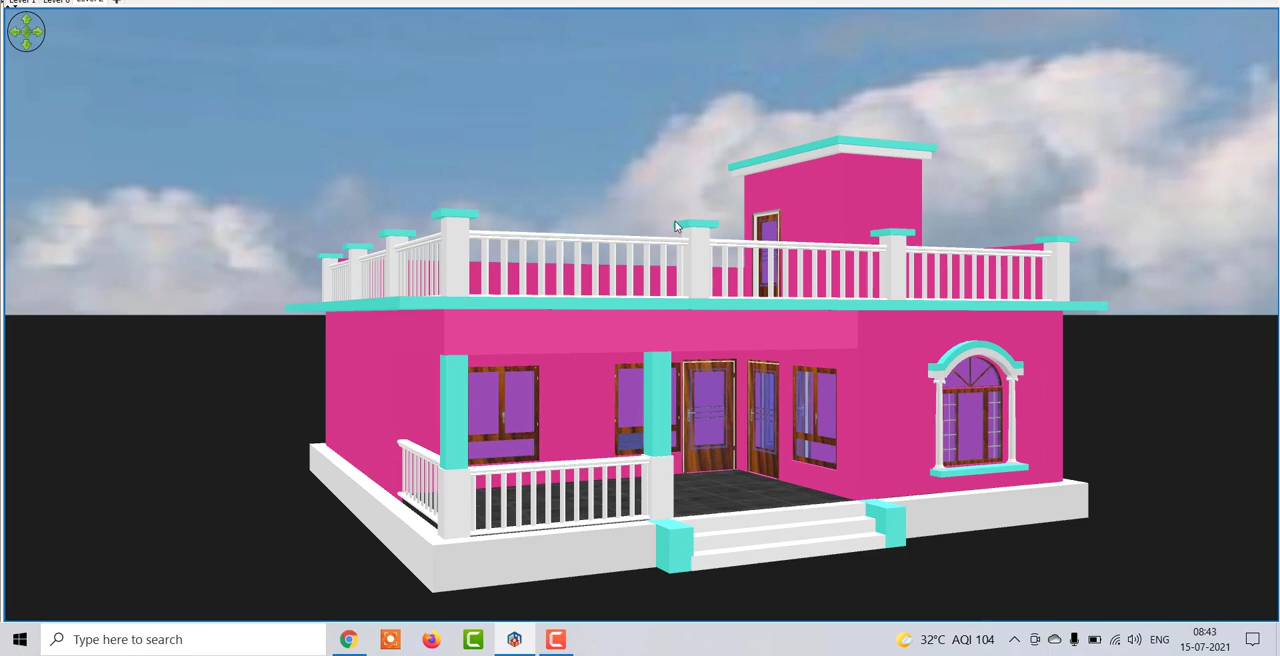 Type here to search
32°C AQI 104
ENG
08:43
15-07-2021